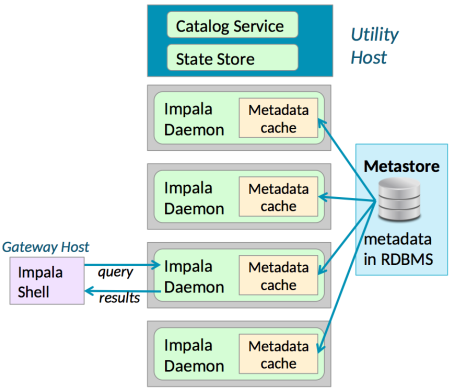 Catalog Service
State Store
Utility
Host
Impala
Daemon
Metadata
cache
Impala
Daemon
Metadata
cache
Metastore
metadata
in RDBMS
Gateway Host
Impala
Shell
query
results
Impala
Daemon
Metadata
cache
Impala
Daemon
Metadata
cache